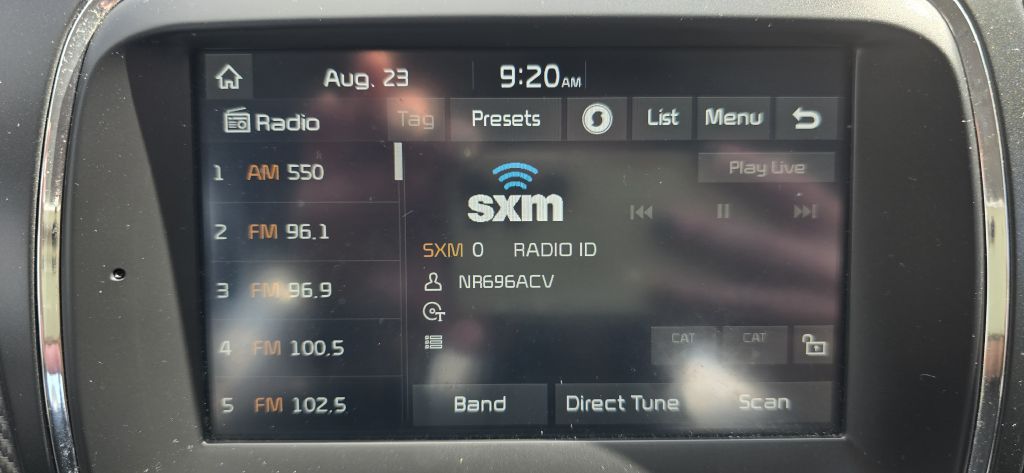 Aug. 23 9:20 AM
Radio Tag Presets List Menu
1 AM 550
2 FM 96.1
3 FM 96.9
4 FM 100.5
5 FM 102.5
Play Live
sxm
SXM 0 RADIO ID
NR696ACV
CAT CAT
Band Direct Tune Scan